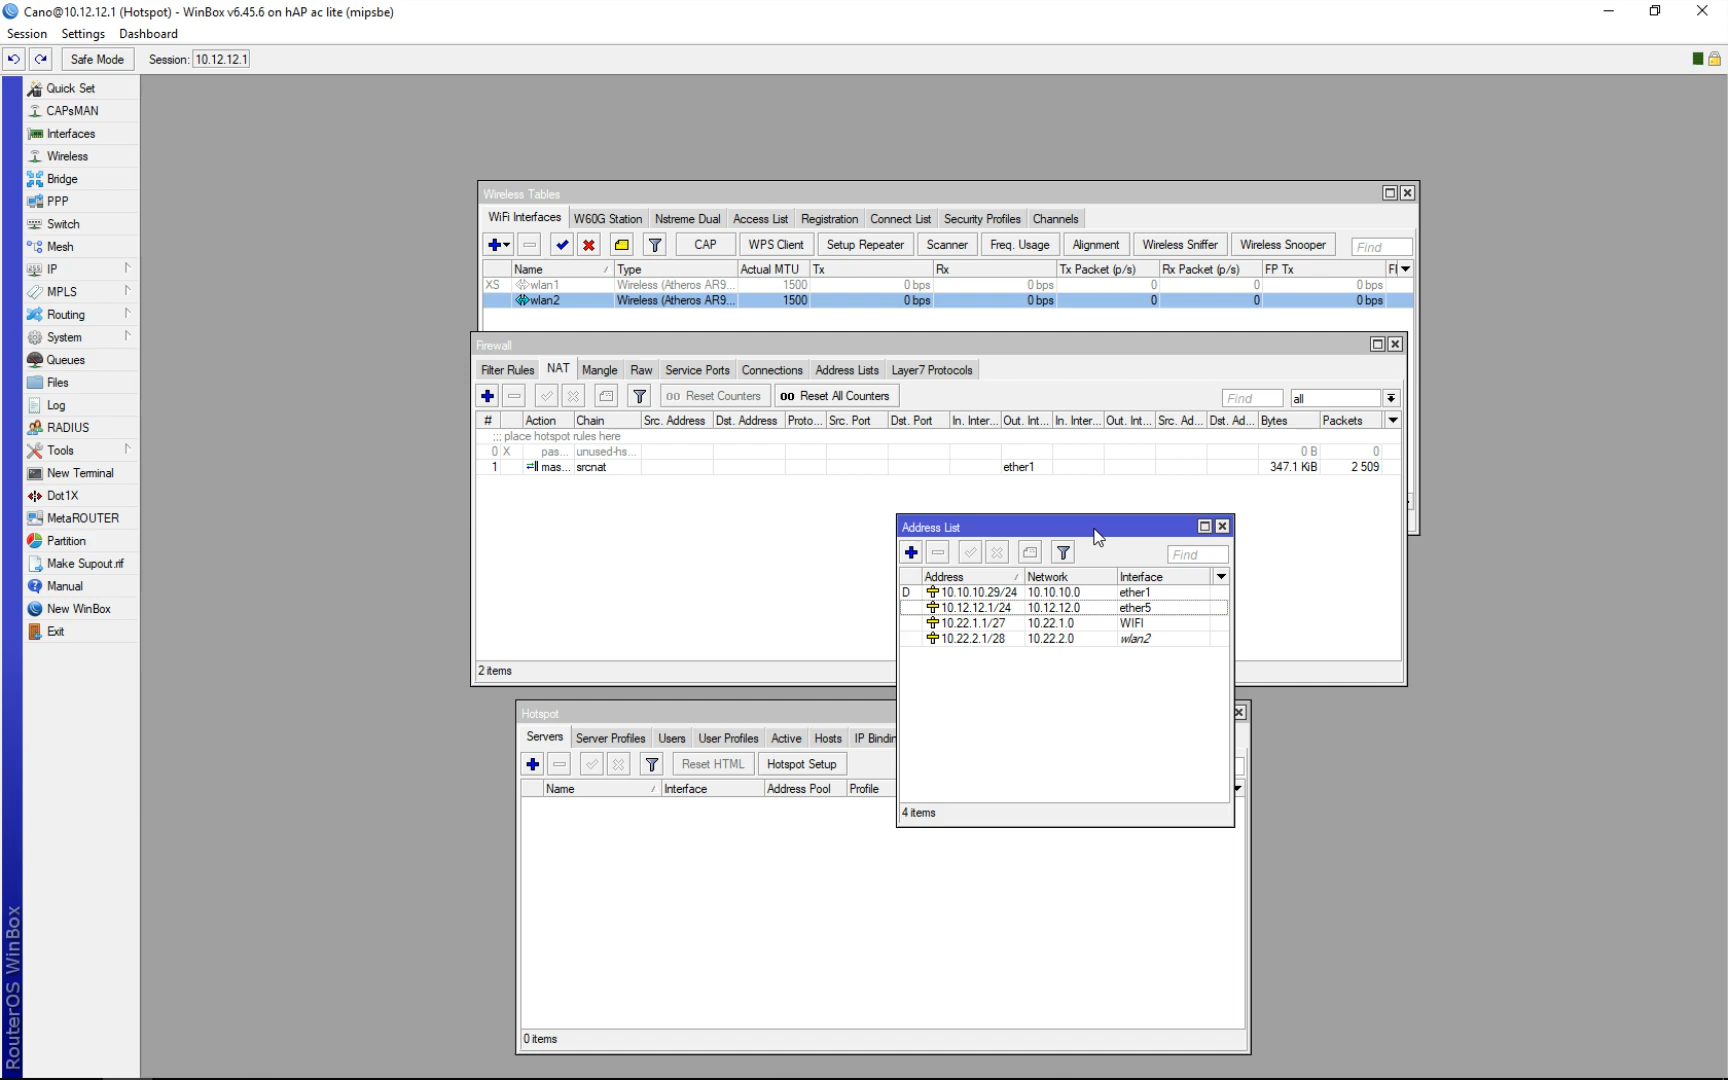 Cano@10.12.12.1 (Hotspot) - WinBox v6.45.6 on hAP ac lite (mipsbe)
Session Settings Dashboard
Safe Mode Session: 10.12.12.1
Quick Set
CAPsMAN
Interfaces
Wireless
Bridge
PPP
Switch
Mesh
IP
MPLS
Routing
System
Queues
Files
Log
RADIUS
Tools
New Terminal
Dot1X
MetaROUTER
Partition
Make Supout.rif
Manual
New WinBox
Exit
RouterOS WinBox
Wireless Tables
WiFi Interfaces W60G Station Nstreme Dual Access List Registration Connect List Security Profiles Channels
CAP WPS Client Setup Repeater Scanner Freq. Usage Alignment Wireless Sniffer Wireless Snooper Find
Name Type Actual MTU Tx Rx Tx Packet (p/s) Rx Packet (p/s) FP Tx
XS wlan1 Wireless (Atheros AR9... 1500 0 bps 0 bps 0 0 0 bps
wlan2 Wireless (Atheros AR9... 1500 0 bps 0 bps 0 0 0 bps
Firewall
Filter Rules NAT Mangle Raw Service Ports Connections Address Lists Layer7 Protocols
00 Reset Counters 00 Reset All Counters Find all
# Action Chain Src. Address Dst. Address Proto... Src. Port Dst. Port In. Inter... Out. Int... In. Inter... Out. Int... Src. Ad... Dst. Ad... Bytes Packets
;;; place hotspot rules here
0 X pas... unused-hs... 0 B 0
1 mas... srcnat ether1 347.1 KiB 2 509
2 items
Address List
Find
Address Network Interface
D 10.10.10.29/24 10.10.10.0 ether1
10.12.12.1/24 10.12.12.0 ether5
10.22.1.1/27 10.22.1.0 WIFI
10.22.2.1/28 10.22.2.0 wlan2
4 items
Hotspot
Servers Server Profiles Users User Profiles Active Hosts IP Bindin
Reset HTML Hotspot Setup
Name Interface Address Pool Profile
0 items